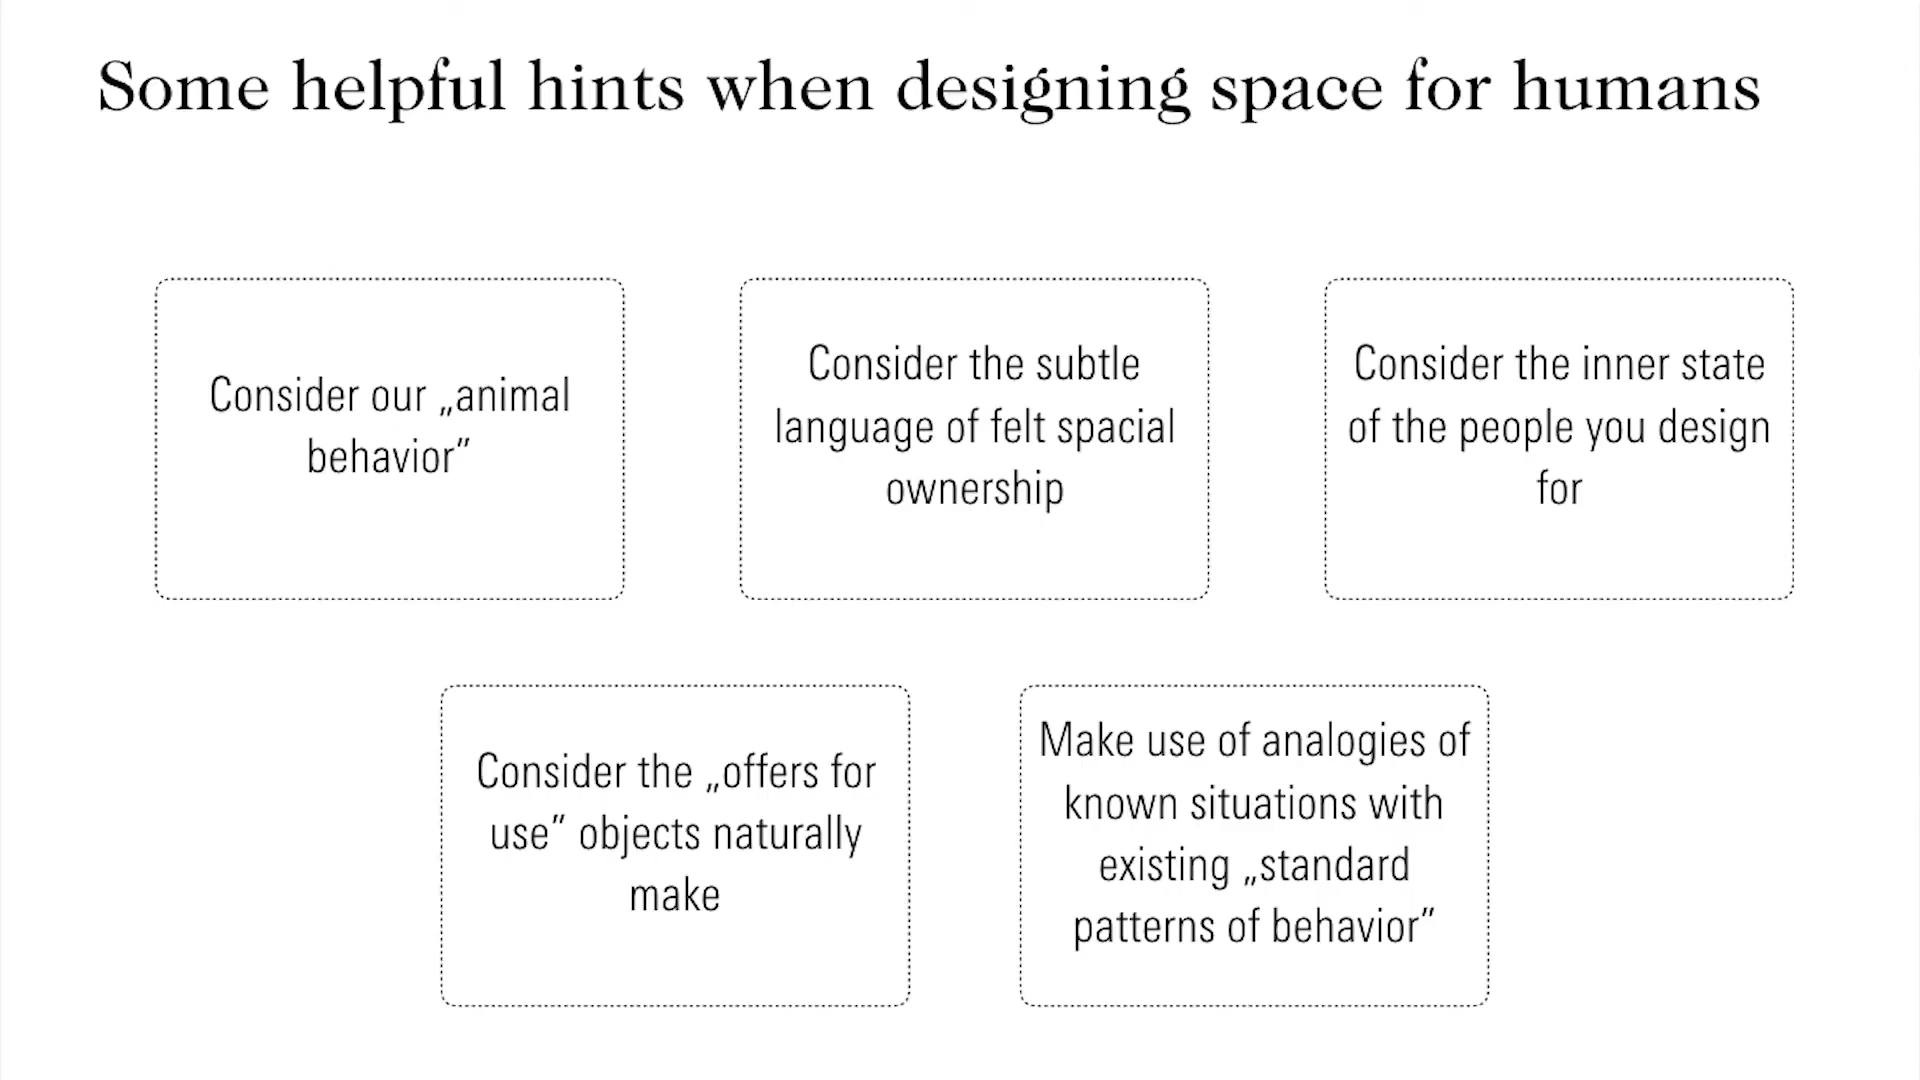 Some helpful hints when designing space for humans
Consider our „animal
behavior”
Consider the subtle
language of felt spacial
ownership
Consider the inner state
of the people you design
for
Consider the „offers for
use” objects naturally
make
Make use of analogies of
known situations with
existing „standard
patterns of behavior”